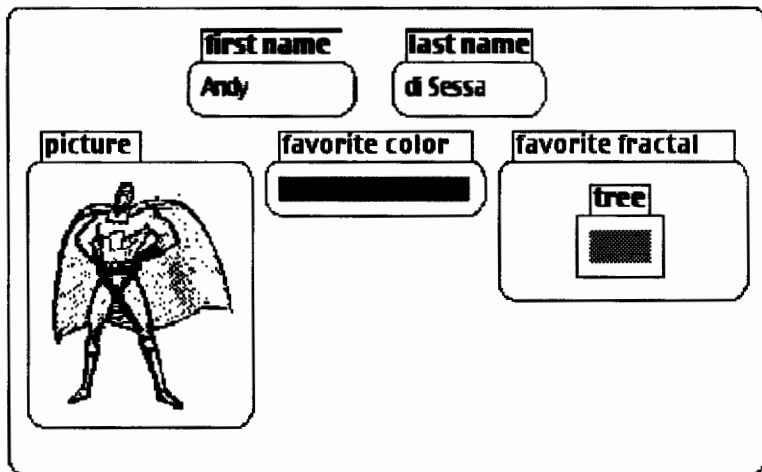 first name last name
Andy di Sessa
picture favorite color favorite fractal
tree